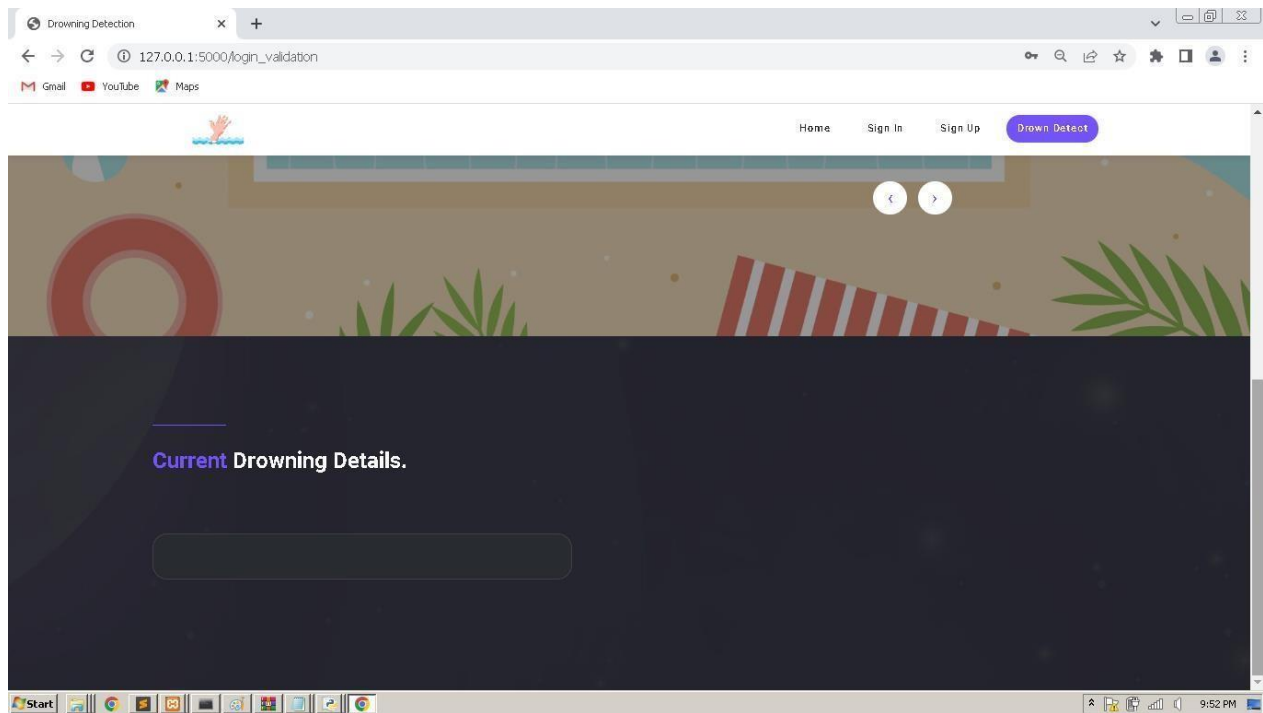 Drowning Detection
127.0.0.1:5000/login_validation
Gmail YouTube Maps
Home Sign In Sign Up Drown Detect
Current Drowning Details.
Start 9:52 PM